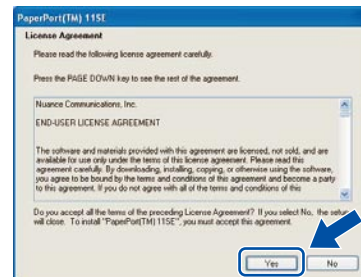 PaperPort(TM) 11SE
License Agreement
Please read the following license agreement carefully.
Press the PAGE DOWN key to see the rest of the agreement.
Nuance Communications, Inc.
END-USER LICENSE AGREEMENT
The software and materials provided with this agreement are licensed, not sold, and are
available for use only under the terms of this license agreement. Please read this
agreement carefully. By downloading, installing, copying, or otherwise using the software,
you agree to be bound by the terms and conditions of this agreement and become a party
to this agreement. If you do not agree with all of the terms and conditions of this
Do you accept all the terms of the preceding License Agreement? If you select No, the setup
will close. To install "PaperPort(TM) 11SE", you must accept this agreement.
Yes
No